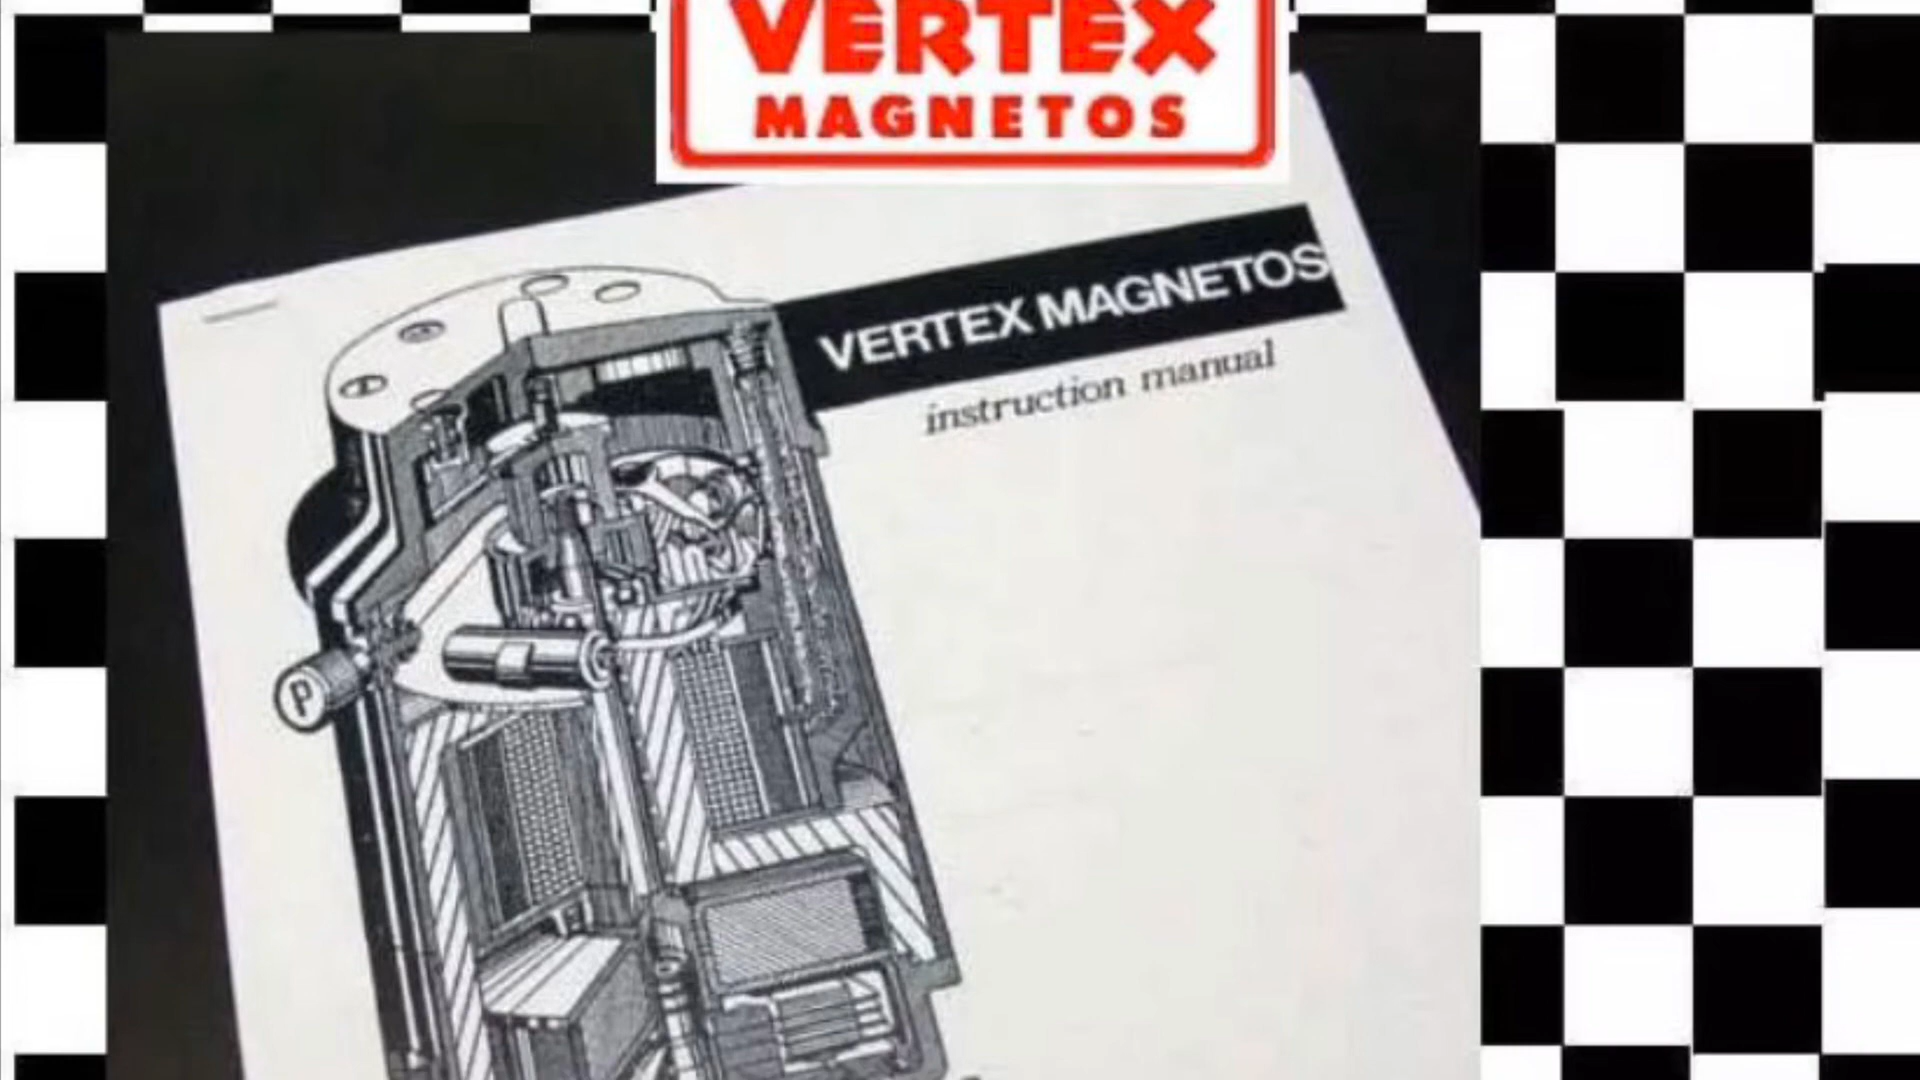 VERTEX
MAGNETOS
VERTEX MAGNETOS
instruction manual
P